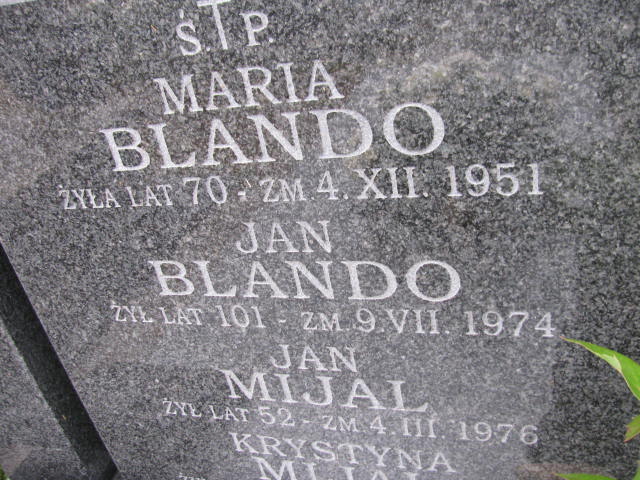 Ś.†P.
MARIA
BLANDO
ŻYŁA LAT 70 - ZM 4. XII. 1951
JAN
BLANDO
ŻYŁ LAT 101 - ZM. 9. VII. 1974
JAN
MIJAL
ŻYŁ LAT 52 - ZM 4. III. 1976
KRYSTYNA
MIJAL